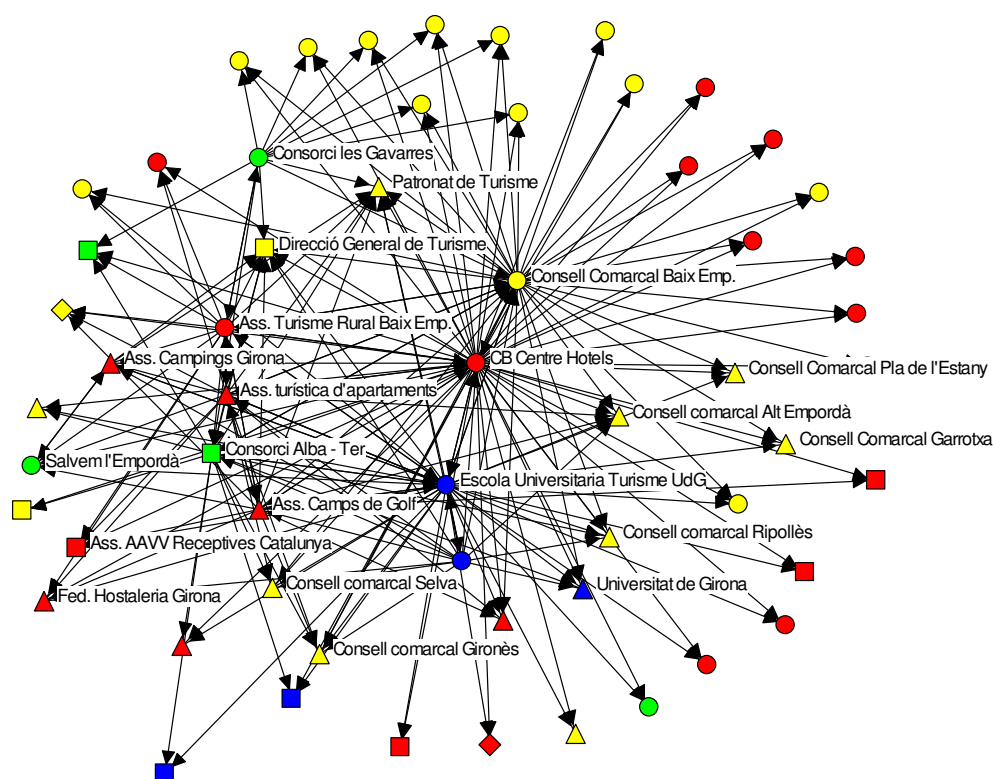 Consorci les Gavarres
Patronat de Turisme
Direcció General de Turisme
Consell Comarcal Baix Emp.
Ass. Turisme Rural Baix Emp.
Ass. Campings Girona
CB Centre Hotels
Consell Comarcal Pla de l'Estany
Ass. turística d'apartaments
Consell comarcal Alt Empordà
Consell Comarcal Garrotxa
Consorci Alba - Ter
Salvem l'Empordà
Escola Universitaria Turisme UdG
Ass. Camps de Golf
Consell comarcal Ripollès
Ass. AAVV Receptives Catalunya
Consell comarcal Selva
Universitat de Girona
Fed. Hostaleria Girona
Consell comarcal Gironès